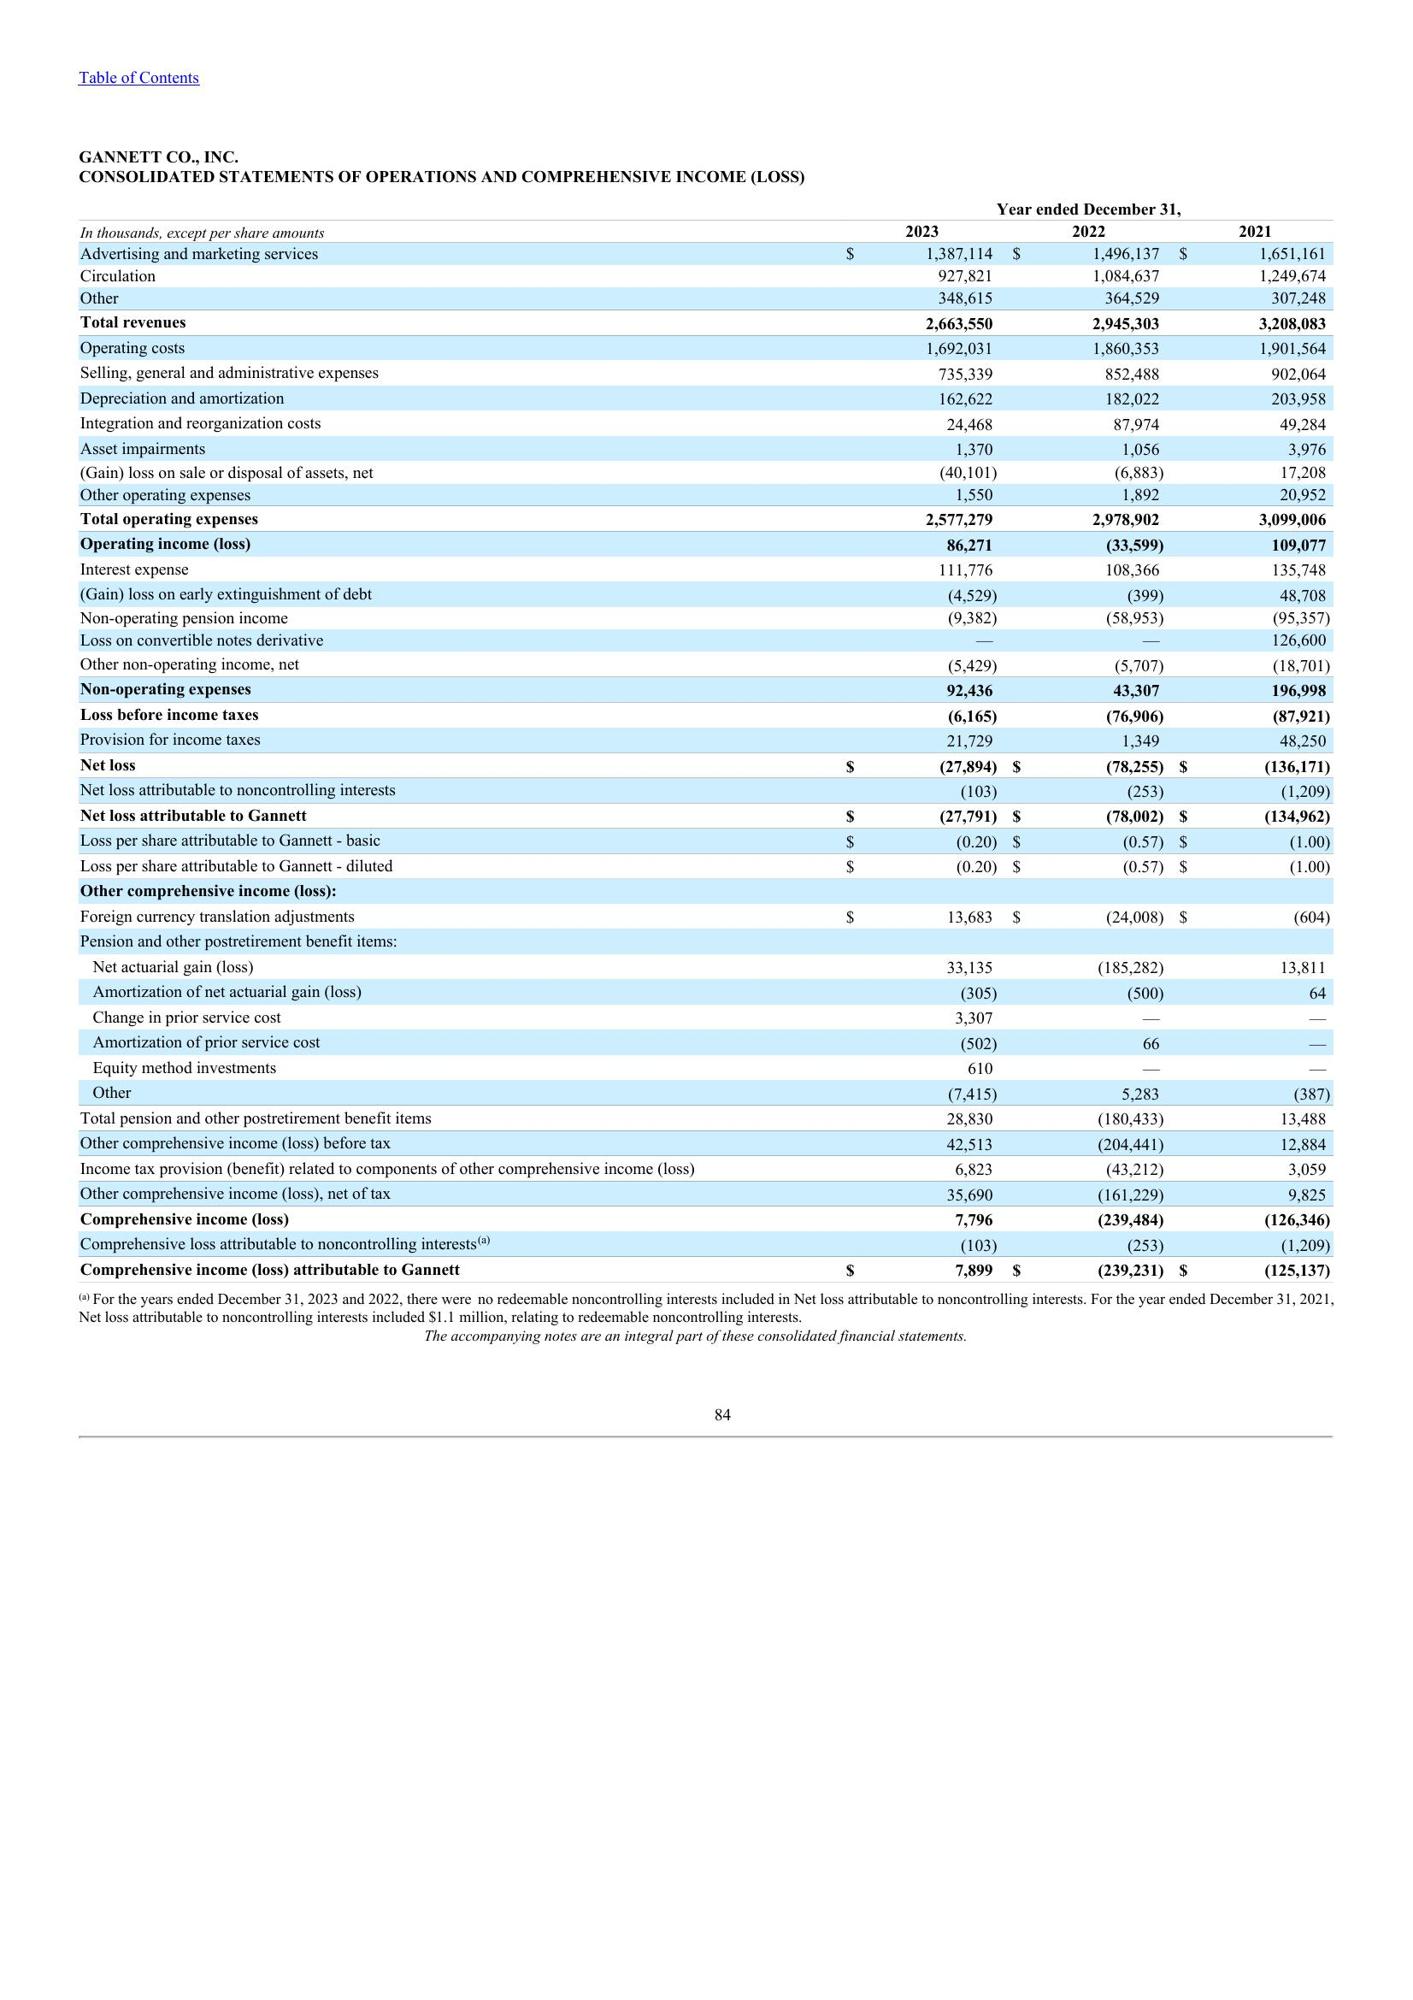 Table of Contents
GANNETT CO., INC.
CONSOLIDATED STATEMENTS OF OPERATIONS AND COMPREHENSIVE INCOME (LOSS)
Year ended December 31,
In thousands, except per share amounts 2023 2022 2021
Advertising and marketing services $ 1,387,114 $ 1,496,137 $ 1,651,161
Circulation 927,821 1,084,637 1,249,674
Other 348,615 364,529 307,248
Total revenues 2,663,550 2,945,303 3,208,083
Operating costs 1,692,031 1,860,353 1,901,564
Selling, general and administrative expenses 735,339 852,488 902,064
Depreciation and amortization 162,622 182,022 203,958
Integration and reorganization costs 24,468 87,974 49,284
Asset impairments 1,370 1,056 3,976
(Gain) loss on sale or disposal of assets, net (40,101) (6,883) 17,208
Other operating expenses 1,550 1,892 20,952
Total operating expenses 2,577,279 2,978,902 3,099,006
Operating income (loss) 86,271 (33,599) 109,077
Interest expense 111,776 108,366 135,748
(Gain) loss on early extinguishment of debt (4,529) (399) 48,708
Non-operating pension income (9,382) (58,953) (95,357)
Loss on convertible notes derivative — — 126,600
Other non-operating income, net (5,429) (5,707) (18,701)
Non-operating expenses 92,436 43,307 196,998
Loss before income taxes (6,165) (76,906) (87,921)
Provision for income taxes 21,729 1,349 48,250
Net loss $ (27,894) $ (78,255) $ (136,171)
Net loss attributable to noncontrolling interests (103) (253) (1,209)
Net loss attributable to Gannett $ (27,791) $ (78,002) $ (134,962)
Loss per share attributable to Gannett - basic $ (0.20) $ (0.57) $ (1.00)
Loss per share attributable to Gannett - diluted $ (0.20) $ (0.57) $ (1.00)
Other comprehensive income (loss):
Foreign currency translation adjustments $ 13,683 $ (24,008) $ (604)
Pension and other postretirement benefit items:
Net actuarial gain (loss) 33,135 (185,282) 13,811
Amortization of net actuarial gain (loss) (305) (500) 64
Change in prior service cost 3,307 — —
Amortization of prior service cost (502) 66 —
Equity method investments 610 — —
Other (7,415) 5,283 (387)
Total pension and other postretirement benefit items 28,830 (180,433) 13,488
Other comprehensive income (loss) before tax 42,513 (204,441) 12,884
Income tax provision (benefit) related to components of other comprehensive income (loss) 6,823 (43,212) 3,059
Other comprehensive income (loss), net of tax 35,690 (161,229) 9,825
Comprehensive income (loss) 7,796 (239,484) (126,346)
Comprehensive loss attributable to noncontrolling interests(a) (103) (253) (1,209)
Comprehensive income (loss) attributable to Gannett $ 7,899 $ (239,231) $ (125,137)
(a) For the years ended December 31, 2023 and 2022, there were no redeemable noncontrolling interests included in Net loss attributable to noncontrolling interests. For the year ended December 31, 2021,
Net loss attributable to noncontrolling interests included $1.1 million, relating to redeemable noncontrolling interests.
The accompanying notes are an integral part of these consolidated financial statements.
84